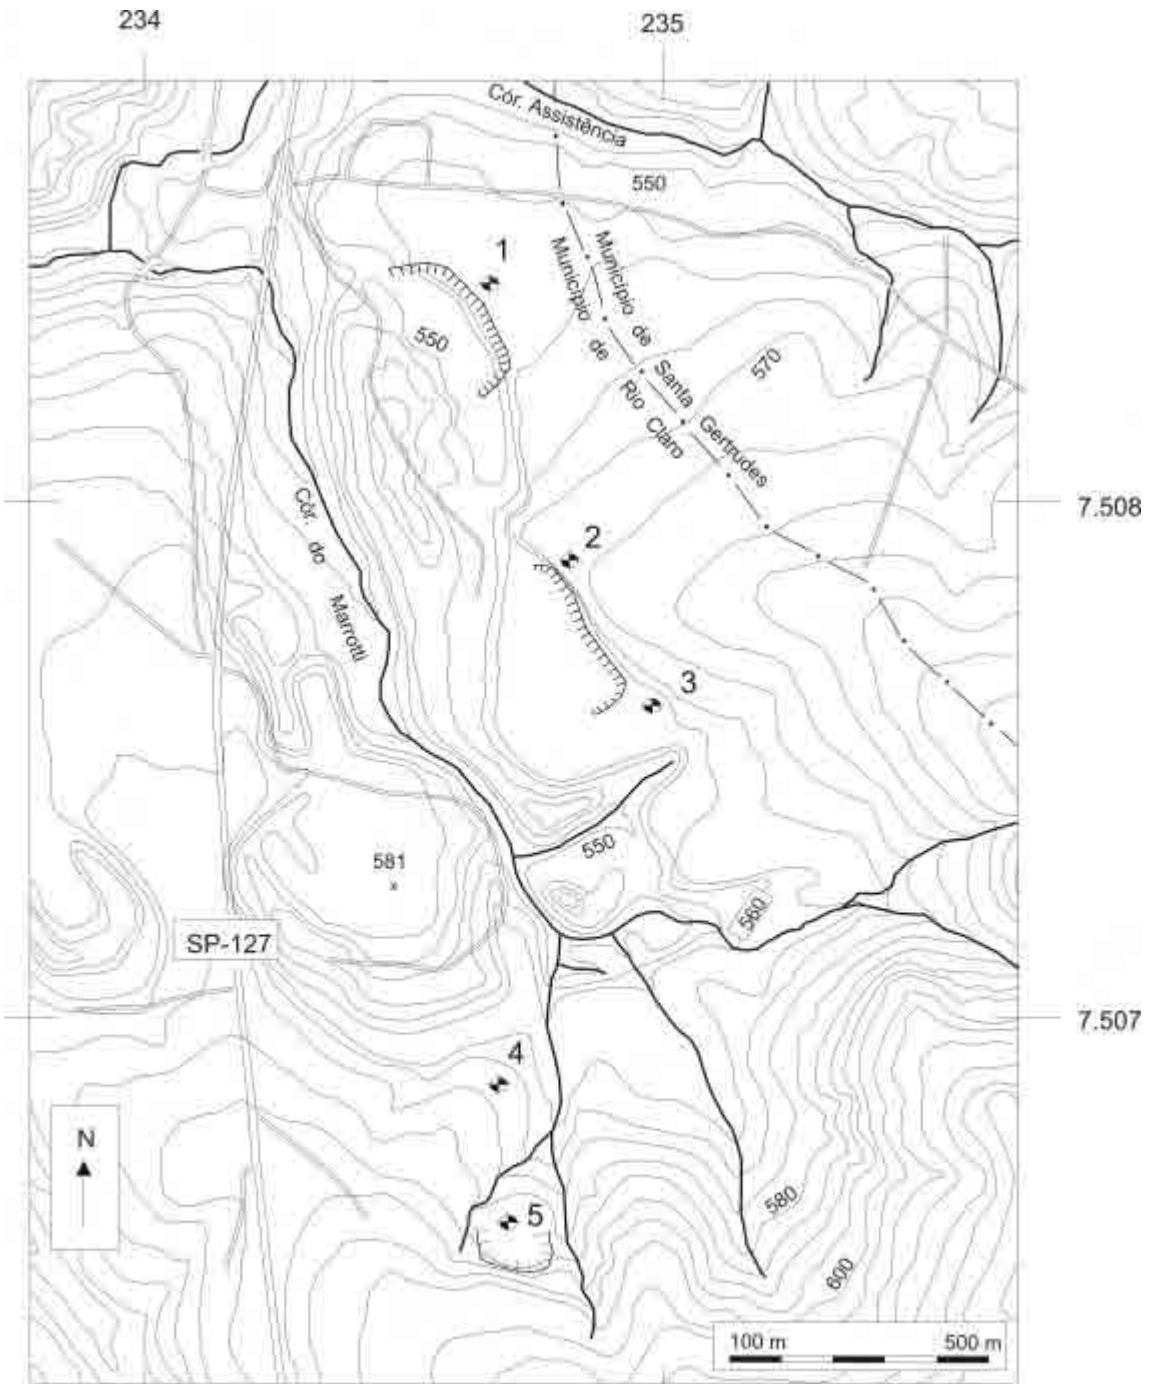 234
235
Cór. Assistência
550
1
Município de Santa Gertrudes
Município de Rio Claro
550
570
7.508
Cór. do Marrotti
2
3
581
550
560
SP-127
7.507
4
N
5
580
600
100 m 500 m